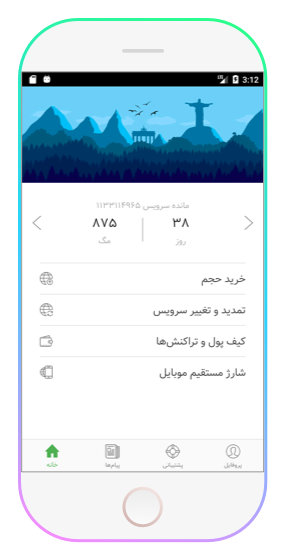 3:12
مانده سرویس ۱۱۳۳۱۱۴۹۶۵
۳۸ ۸۷۵
روز مگ
خرید حجم
تمدید و تغییر سرویس
کیف پول و تراکنش‌ها
شارژ مستقیم موبایل
پروفایل پشتیبانی پیام‌ها خانه